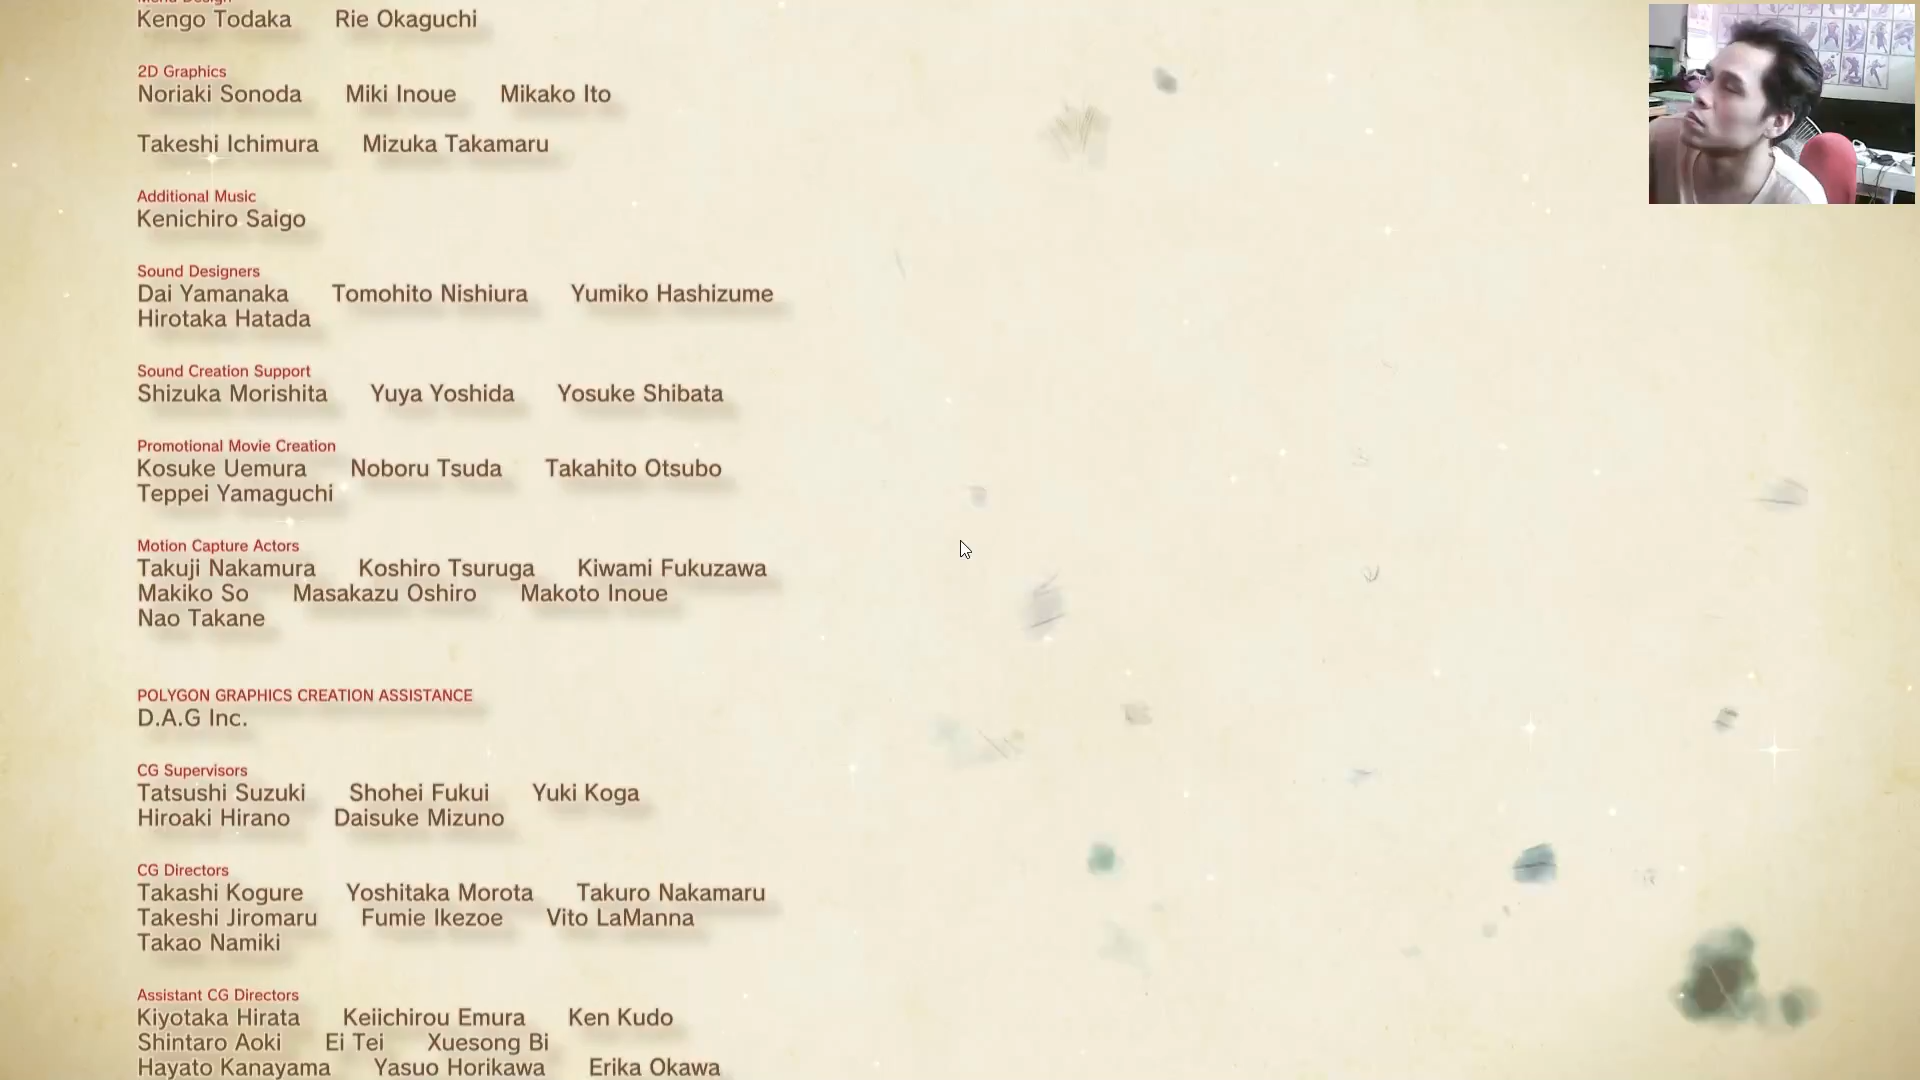 Menu Design
Kengo Todaka Rie Okaguchi
2D Graphics
Noriaki Sonoda Miki Inoue Mikako Ito
Takeshi Ichimura Mizuka Takamaru
Additional Music
Kenichiro Saigo
Sound Designers
Dai Yamanaka Tomohito Nishiura Yumiko Hashizume
Hirotaka Hatada
Sound Creation Support
Shizuka Morishita Yuya Yoshida Yosuke Shibata
Promotional Movie Creation
Kosuke Uemura Noboru Tsuda Takahito Otsubo
Teppei Yamaguchi
Motion Capture Actors
Takuji Nakamura Koshiro Tsuruga Kiwami Fukuzawa
Makiko So Masakazu Oshiro Makoto Inoue
Nao Takane
POLYGON GRAPHICS CREATION ASSISTANCE
D.A.G Inc.
CG Supervisors
Tatsushi Suzuki Shohei Fukui Yuki Koga
Hiroaki Hirano Daisuke Mizuno
CG Directors
Takashi Kogure Yoshitaka Morota Takuro Nakamaru
Takeshi Jiromaru Fumie Ikezoe Vito LaManna
Takao Namiki
Assistant CG Directors
Kiyotaka Hirata Keiichirou Emura Ken Kudo
Shintaro Aoki Ei Tei Xuesong Bi
Hayato Kanayama Yasuo Horikawa Erika Okawa